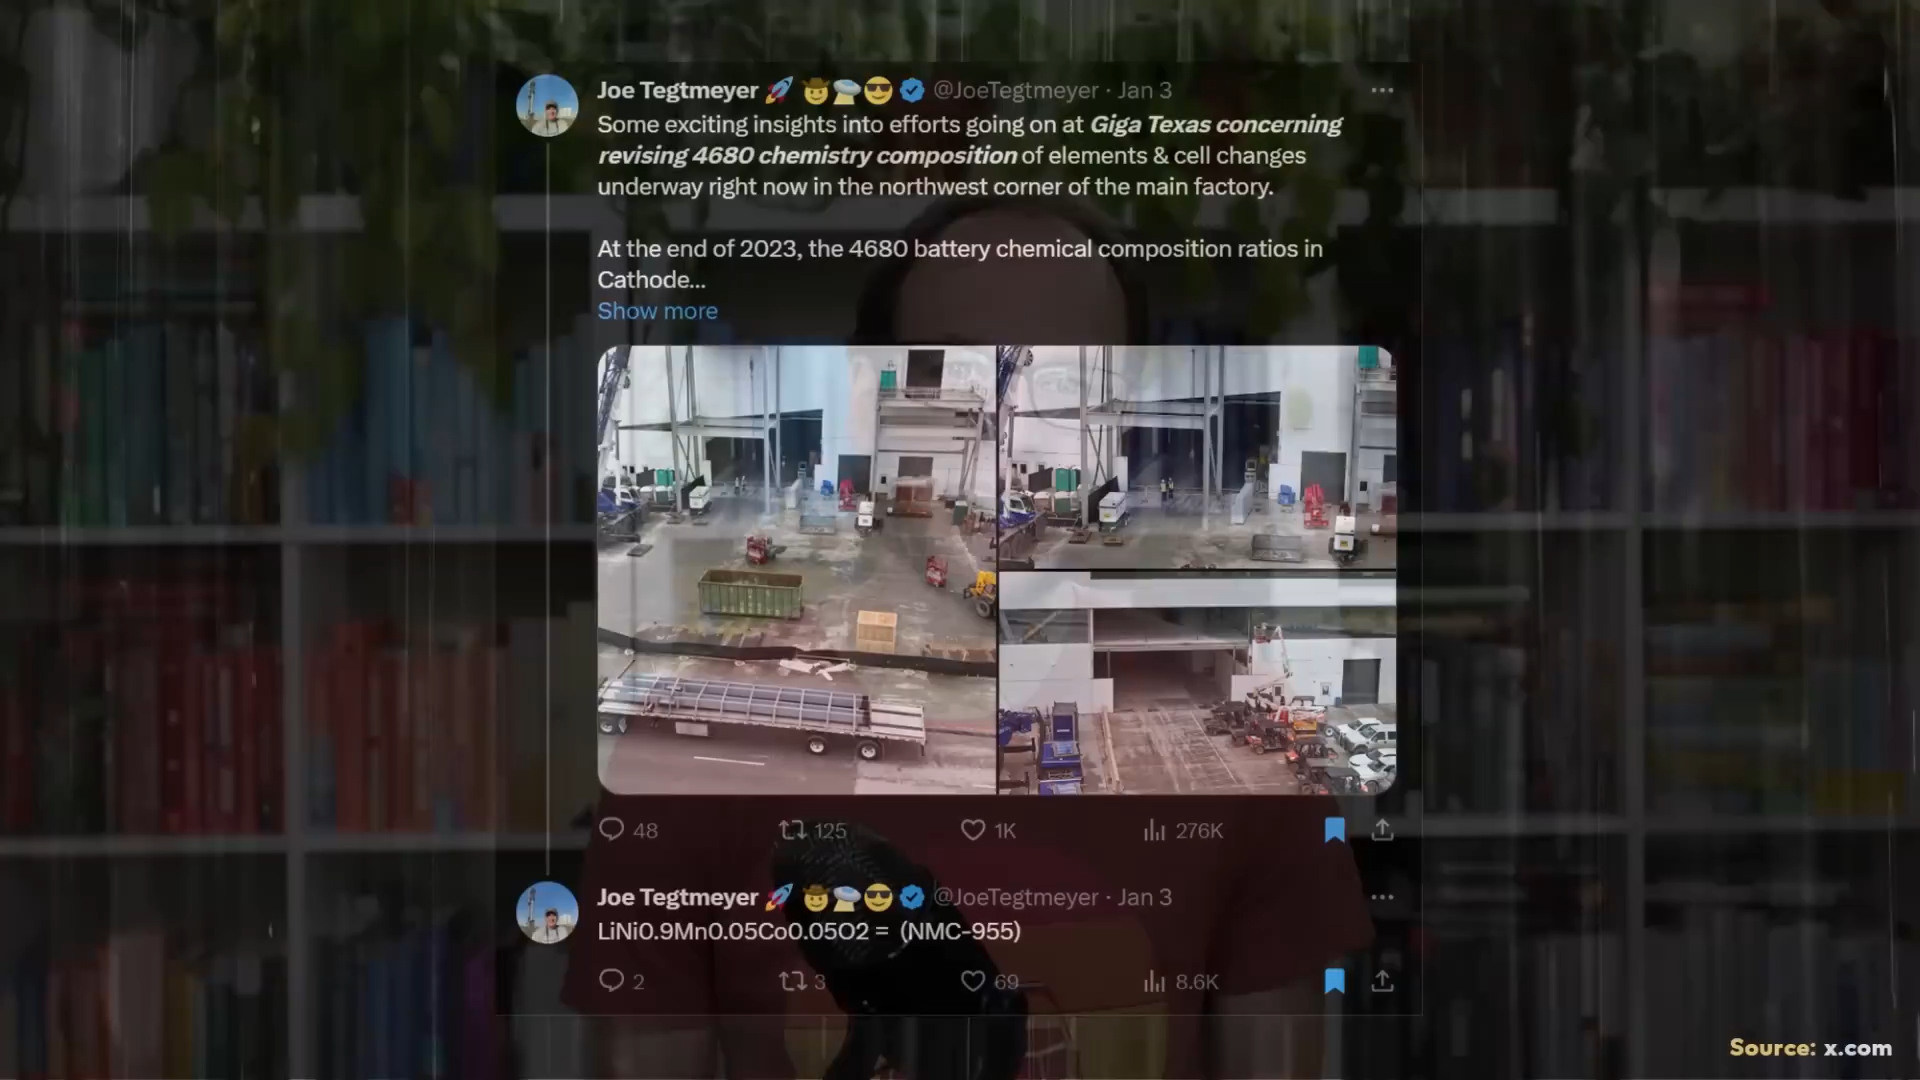 Joe Tegtmeyer 🚀 🤠🛸😎 @JoeTegtmeyer · Jan 3
Some exciting insights into efforts going on at Giga Texas concerning
revising 4680 chemistry composition of elements & cell changes
underway right now in the northwest corner of the main factory.
At the end of 2023, the 4680 battery chemical composition ratios in
Cathode...
Show more
48 125 1K 276K
Joe Tegtmeyer 🚀 🤠🛸😎 @JoeTegtmeyer · Jan 3
LiNi0.9Mn0.05Co0.05O2 = (NMC-955)
2 3 69 8.6K
Source: x.com